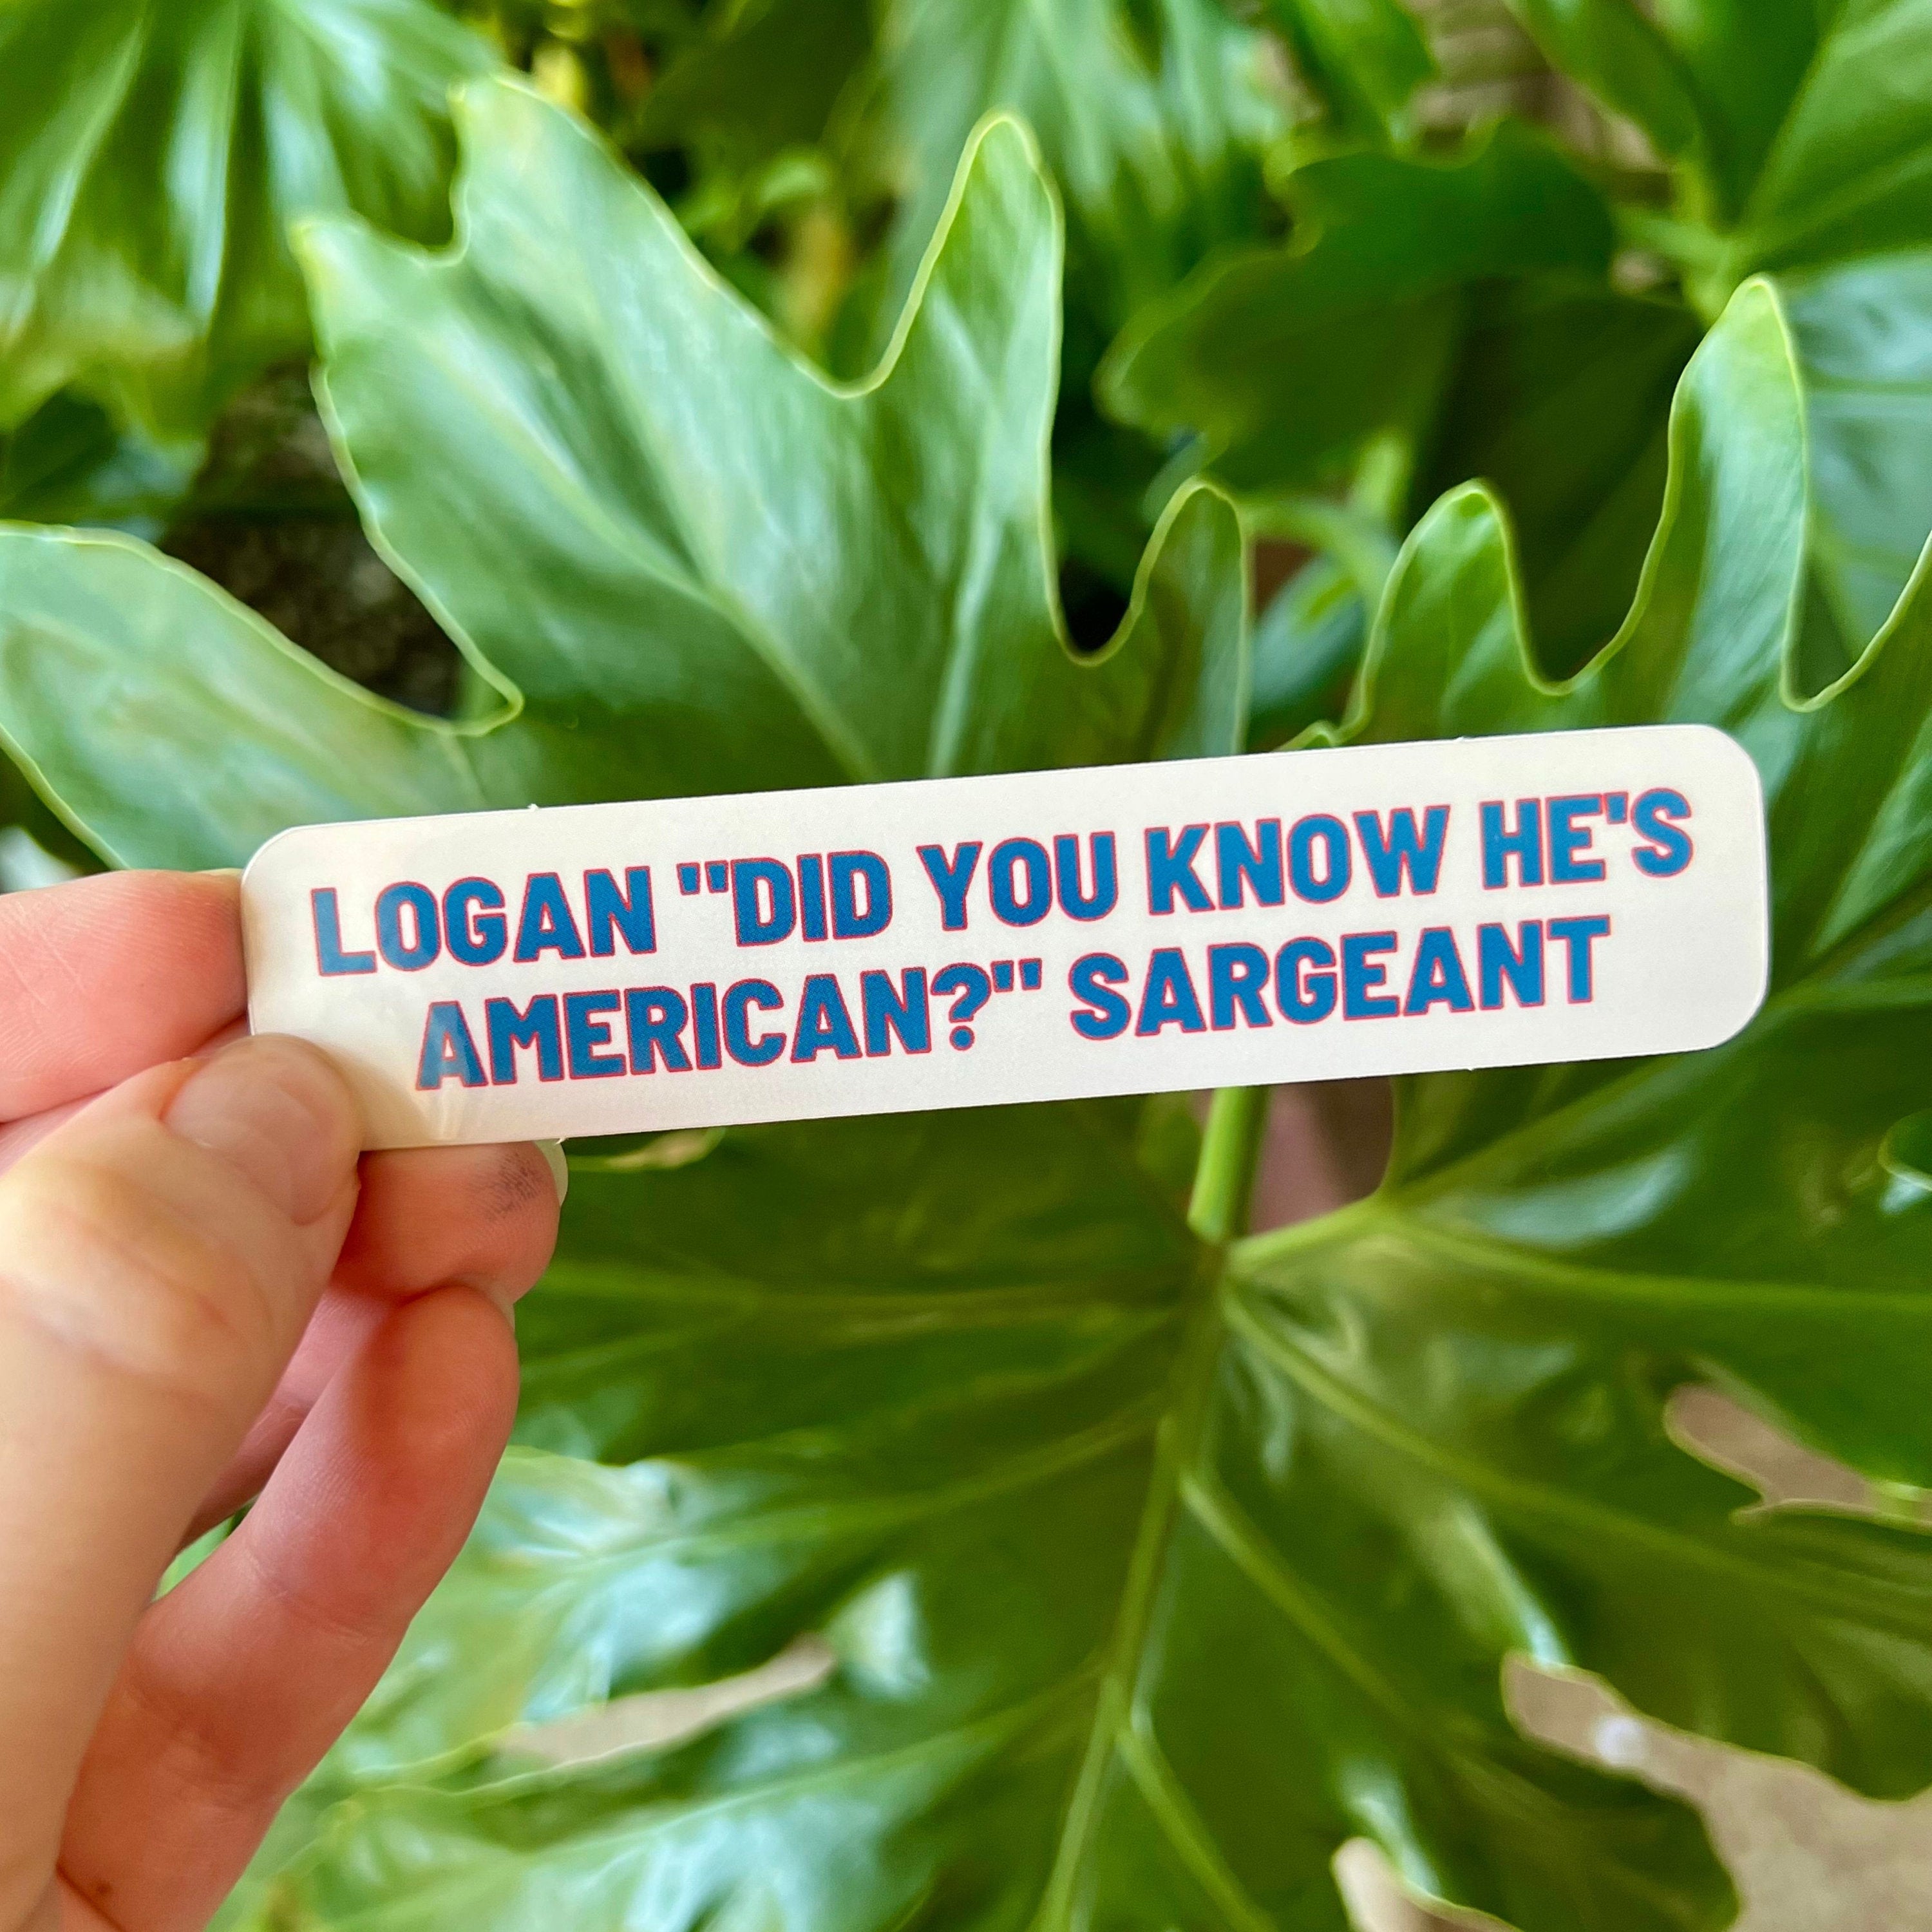 LOGAN "DID YOU KNOW HE'S
AMERICAN?" SARGEANT